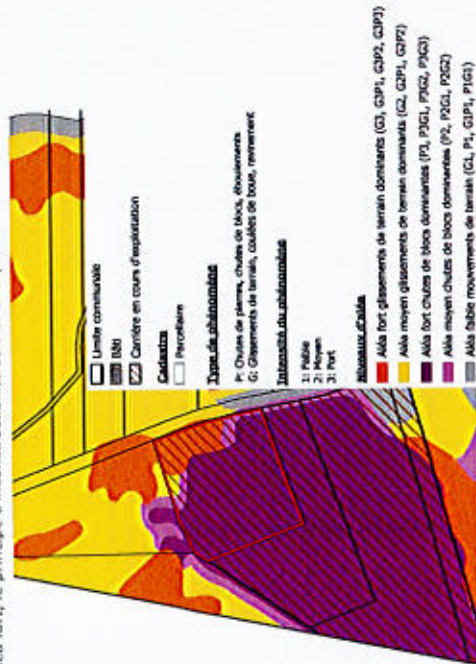 fort, le principe d'
Limite communale
Bâti
Carrière en cours d'exploitation
Cadastre
Parcellaire
Type de phénomène
P: Chutes de pierres, chutes de blocs, éboulements
G: Glissements de terrain, coulées de boue, ravinement
Intensité du phénomène
1: Faible
2: Moyen
3: Fort
Niveaux d'aléa
Aléa fort glissements de terrain dominants (G3, G3P1, G3P2, G3P3)
Aléa moyen glissements de terrain dominants (G2, G2P1, G2P2)
Aléa fort chutes de blocs dominantes (P3, P3G1, P3G2, P3G3)
Aléa moyen chutes de blocs dominantes (P2, P2G1, P2G2)
Aléa faible mouvements de terrain (G1, P1, G1P1, P1G1)